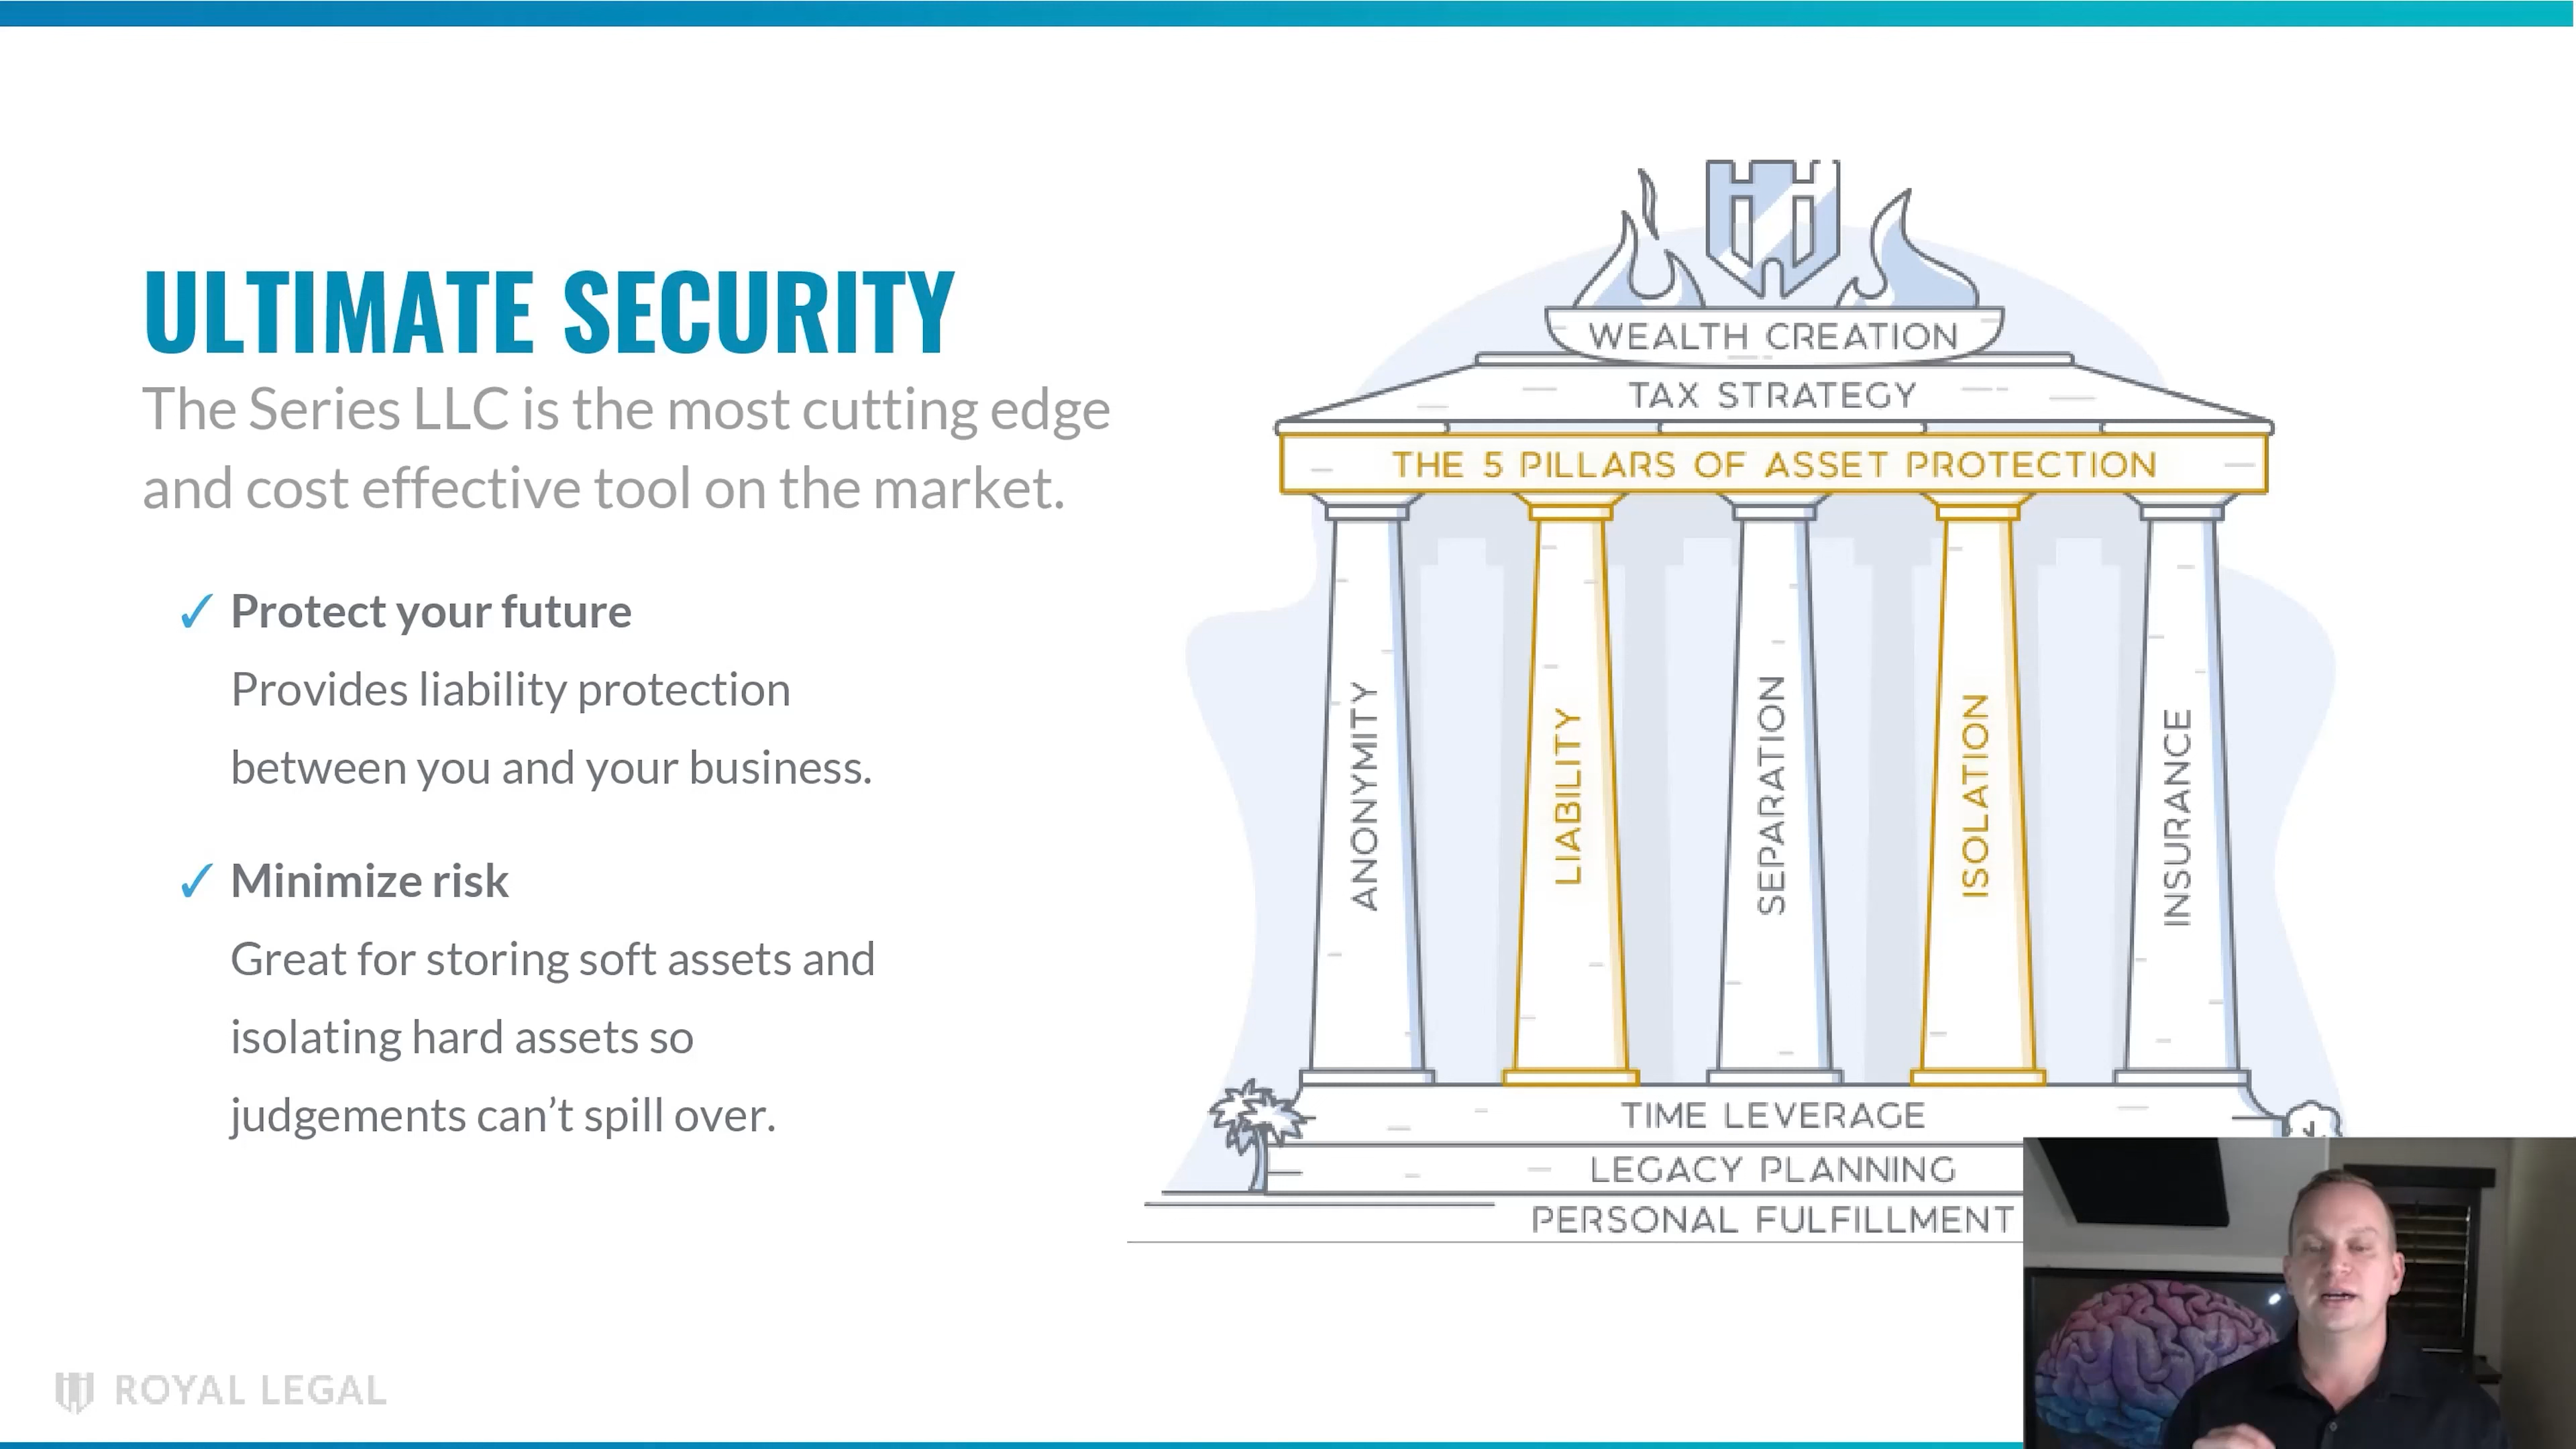 ULTIMATE SECURITY
The Series LLC is the most cutting edge
and cost effective tool on the market.
✓ Protect your future
Provides liability protection
between you and your business.
✓ Minimize risk
Great for storing soft assets and
isolating hard assets so
judgements can’t spill over.
WEALTH CREATION
TAX STRATEGY
THE 5 PILLARS OF ASSET PROTECTION
ANONYMITY
LIABILITY
SEPARATION
ISOLATION
INSURANCE
TIME LEVERAGE
LEGACY PLANNING
PERSONAL FULFILLMENT
ROYAL LEGAL